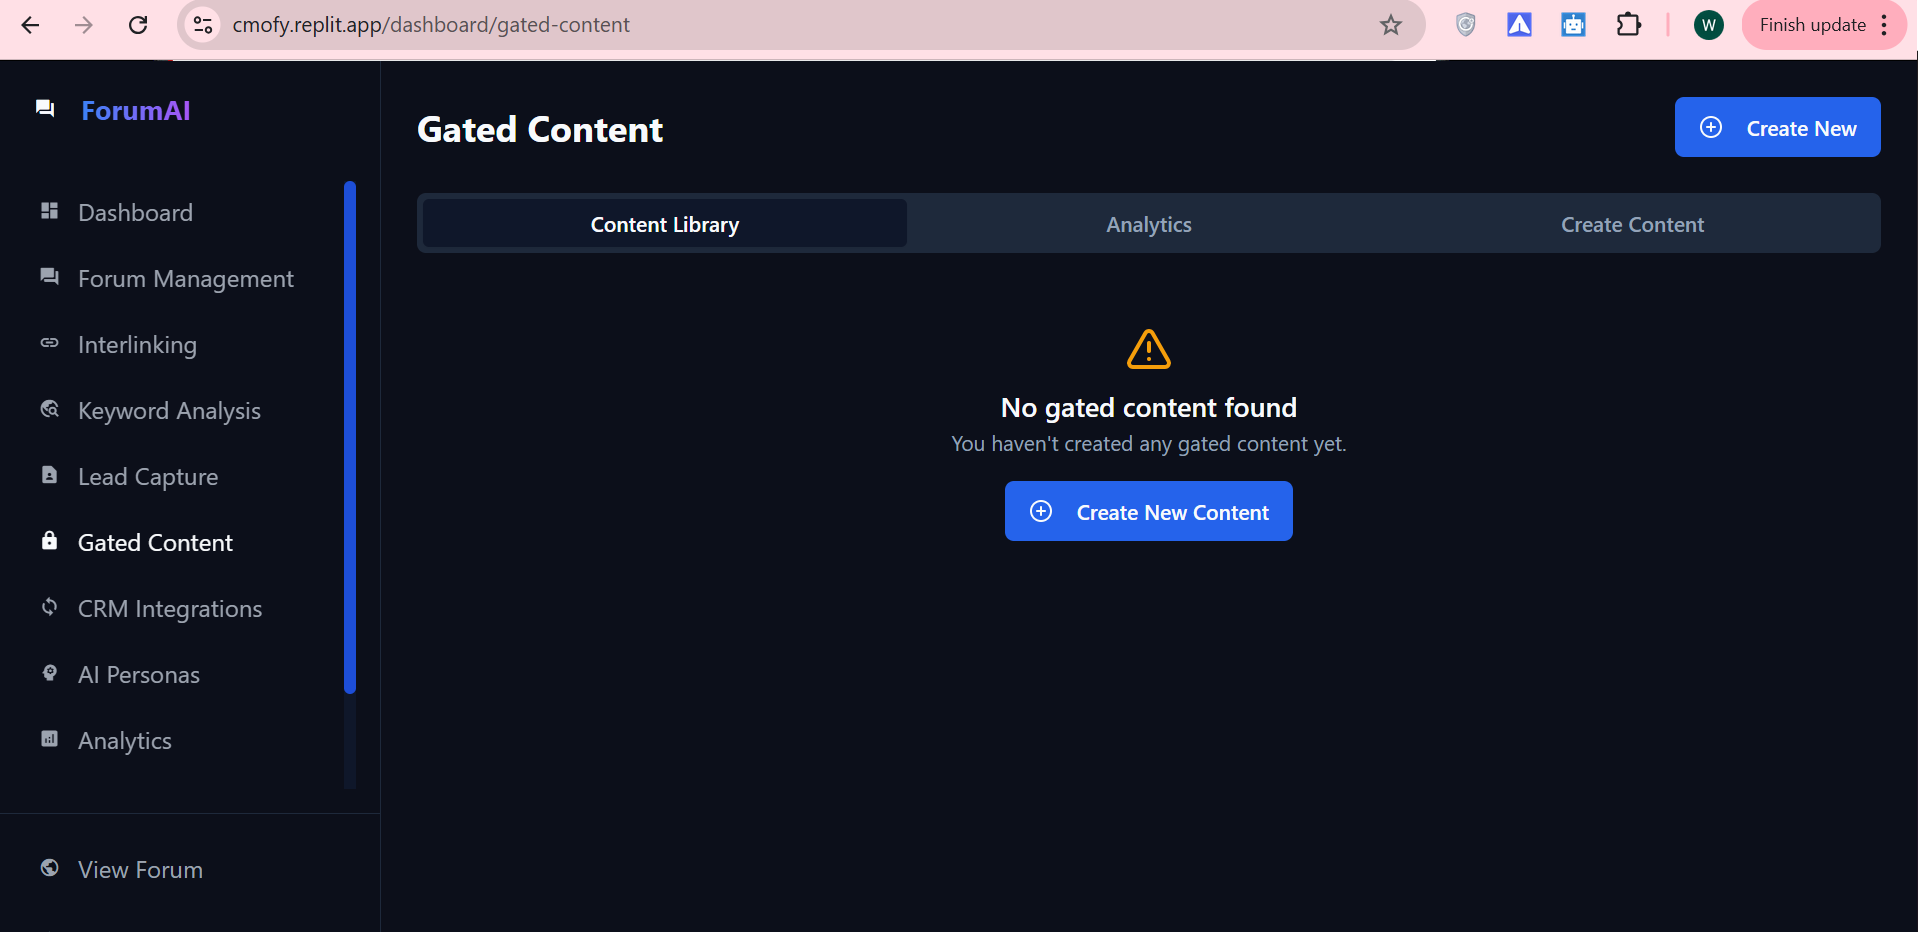 cmofy.replit.app/dashboard/gated-content
W
Finish update
ForumAI
Dashboard
Forum Management
Interlinking
Keyword Analysis
Lead Capture
Gated Content
CRM Integrations
AI Personas
Analytics
View Forum
Gated Content
Create New
Content Library
Analytics
Create Content
No gated content found
You haven't created any gated content yet.
Create New Content